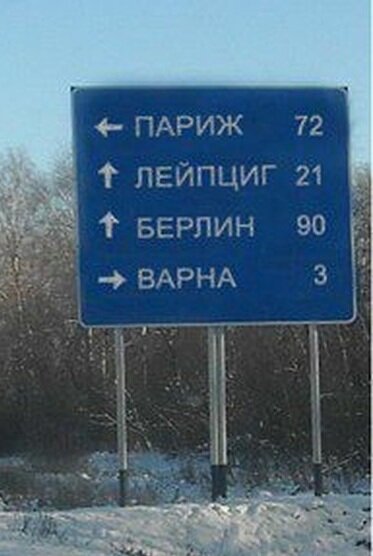 ← ПАРИЖ 72
↑ ЛЕЙПЦИГ 21
↑ БЕРЛИН 90
→ ВАРНА 3